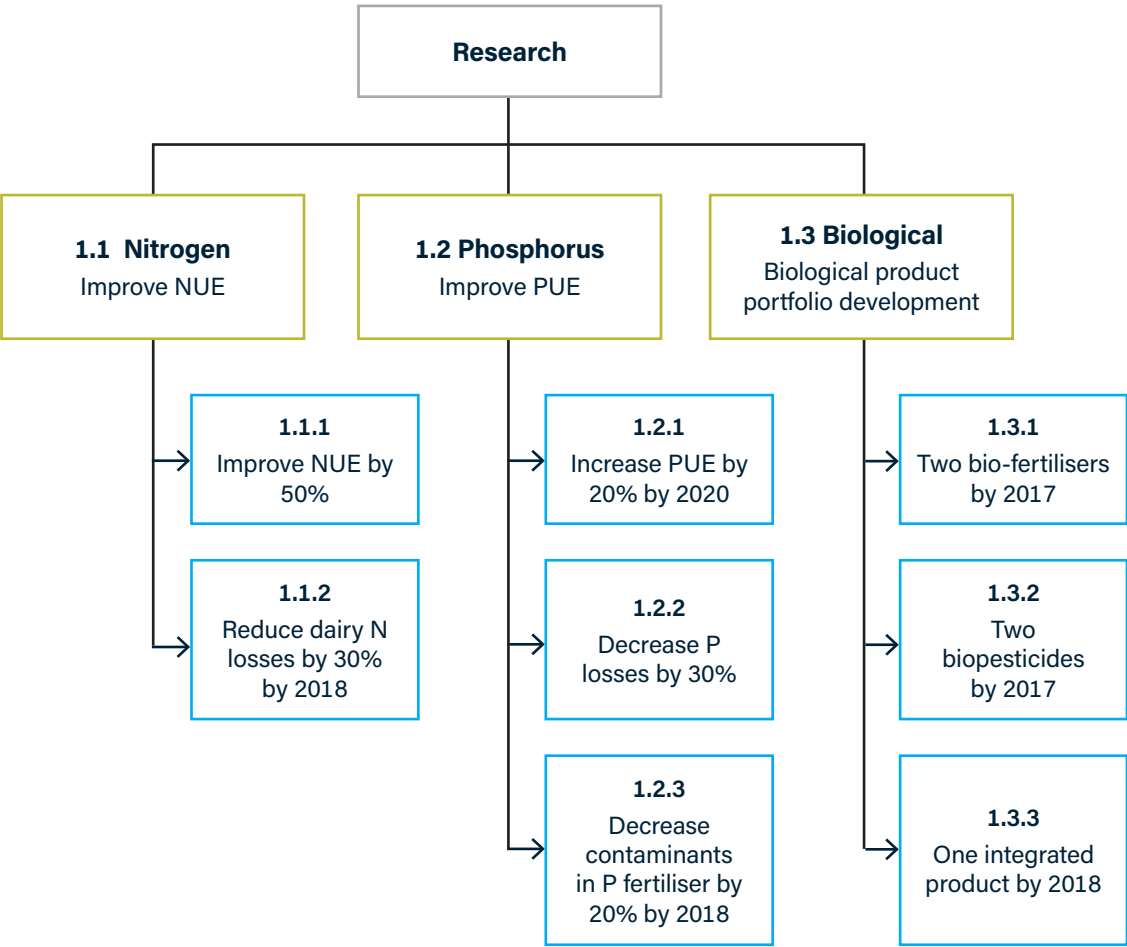 Research
1.1 Nitrogen
Improve NUE
1.2 Phosphorus
Improve PUE
1.3 Biological
Biological product
portfolio development
1.1.1
Improve NUE by
50%
1.1.2
Reduce dairy N
losses by 30%
by 2018
1.2.1
Increase PUE by
20% by 2020
1.2.2
Decrease P
losses by 30%
1.2.3
Decrease
contaminants
in P fertiliser by
20% by 2018
1.3.1
Two bio-fertilisers
by 2017
1.3.2
Two
biopesticides
by 2017
1.3.3
One integrated
product by 2018